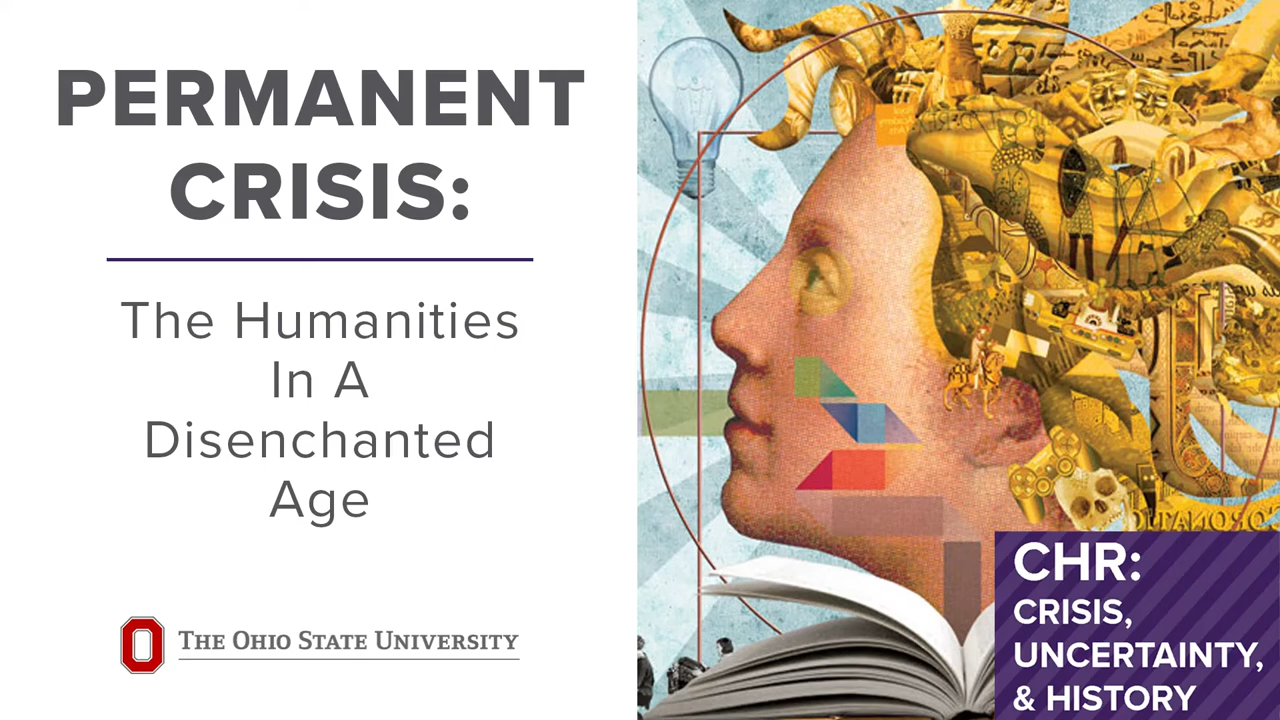 PERMANENT
CRISIS:
The Humanities
In A
Disenchanted
Age
THE OHIO STATE UNIVERSITY
CHR:
CRISIS,
UNCERTAINTY,
& HISTORY